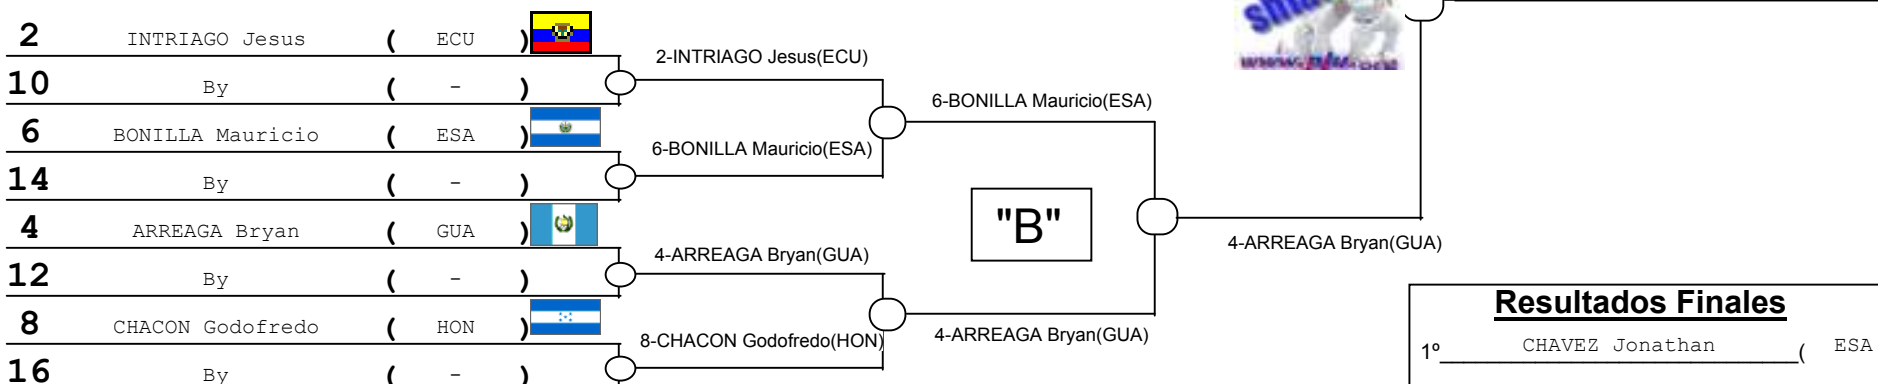 2 INTRIAGO Jesus ( ECU )
10 By ( - )
6 BONILLA Mauricio ( ESA )
14 By ( - )
4 ARREAGA Bryan ( GUA )
12 By ( - )
8 CHACON Godofredo ( HON )
16 By ( - )
2-INTRIAGO Jesus(ECU)
6-BONILLA Mauricio(ESA)
4-ARREAGA Bryan(GUA)
8-CHACON Godofredo(HON)
6-BONILLA Mauricio(ESA)
4-ARREAGA Bryan(GUA)
"B"
4-ARREAGA Bryan(GUA)
Resultados Finales
1º CHAVEZ Jonathan ( ESA